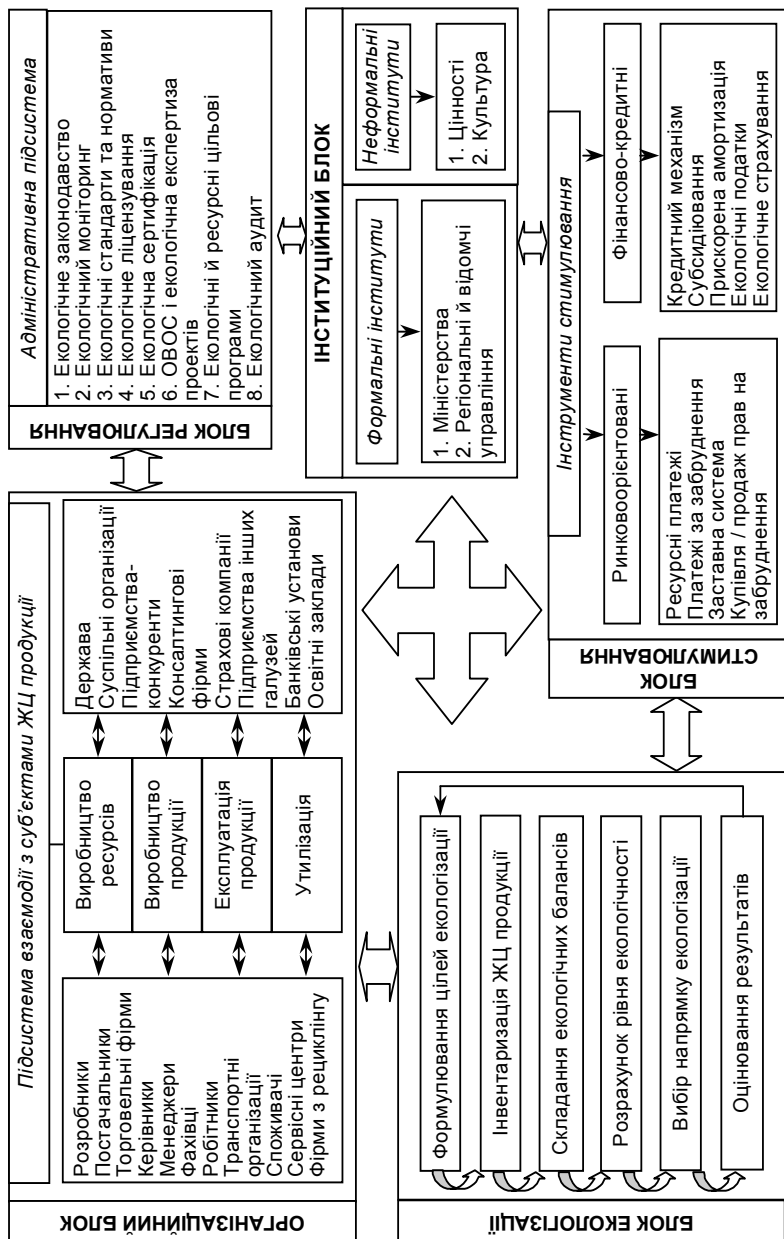 ОРГАНІЗАЦІЙНИЙ БЛОК
Підсистема взаємодії з суб’єктами ЖЦ продукції
Розробники
Постачальники
Торговельні фірми
Керівники
Менеджери
Фахівці
Робітники
Транспортні
організації
Споживачі
Сервісні центри
Фірми з рециклінгу
Виробництво
ресурсів
Виробництво
продукції
Експлуатація
продукції
Утилізація
Держава
Суспільні організації
Підприємства-
конкуренти
Консалтингові
фірми
Страхові компанії
Підприємства інших
галузей
Банківські установи
Освітні заклади
БЛОК РЕГУЛЮВАННЯ
Адміністративна підсистема
1. Екологічне законодавство
2. Екологічний моніторинг
3. Екологічні стандарти та нормативи
4. Екологічне ліцензування
5. Екологічна сертифікація
6. ОВОС і екологічна експертиза
проектів
7. Екологічні й ресурсні цільові
програми
8. Екологічний аудит
ІНСТИТУЦІЙНИЙ БЛОК
Формальні інститути
1. Міністерства
2. Регіональні й відомчі
управління
Неформальні
інститути
1. Цінності
2. Культура
БЛОК ЕКОЛОГІЗАЦІЇ
Формулювання цілей екологізації
Інвентаризація ЖЦ продукції
Складання екологічних балансів
Розрахунок рівня екологічності
Вибір напрямку екологізації
Оцінювання результатів
БЛОК
СТИМУЛЮВАННЯ
Інструменти стимулювання
Ринковоорієнтовані
Ресурсні платежі
Платежі за забруднення
Заставна система
Купівля / продаж прав на
забруднення
Фінансово-кредитні
Кредитний механізм
Субсидіювання
Прискорена амортизація
Екологічні податки
Екологічне страхування